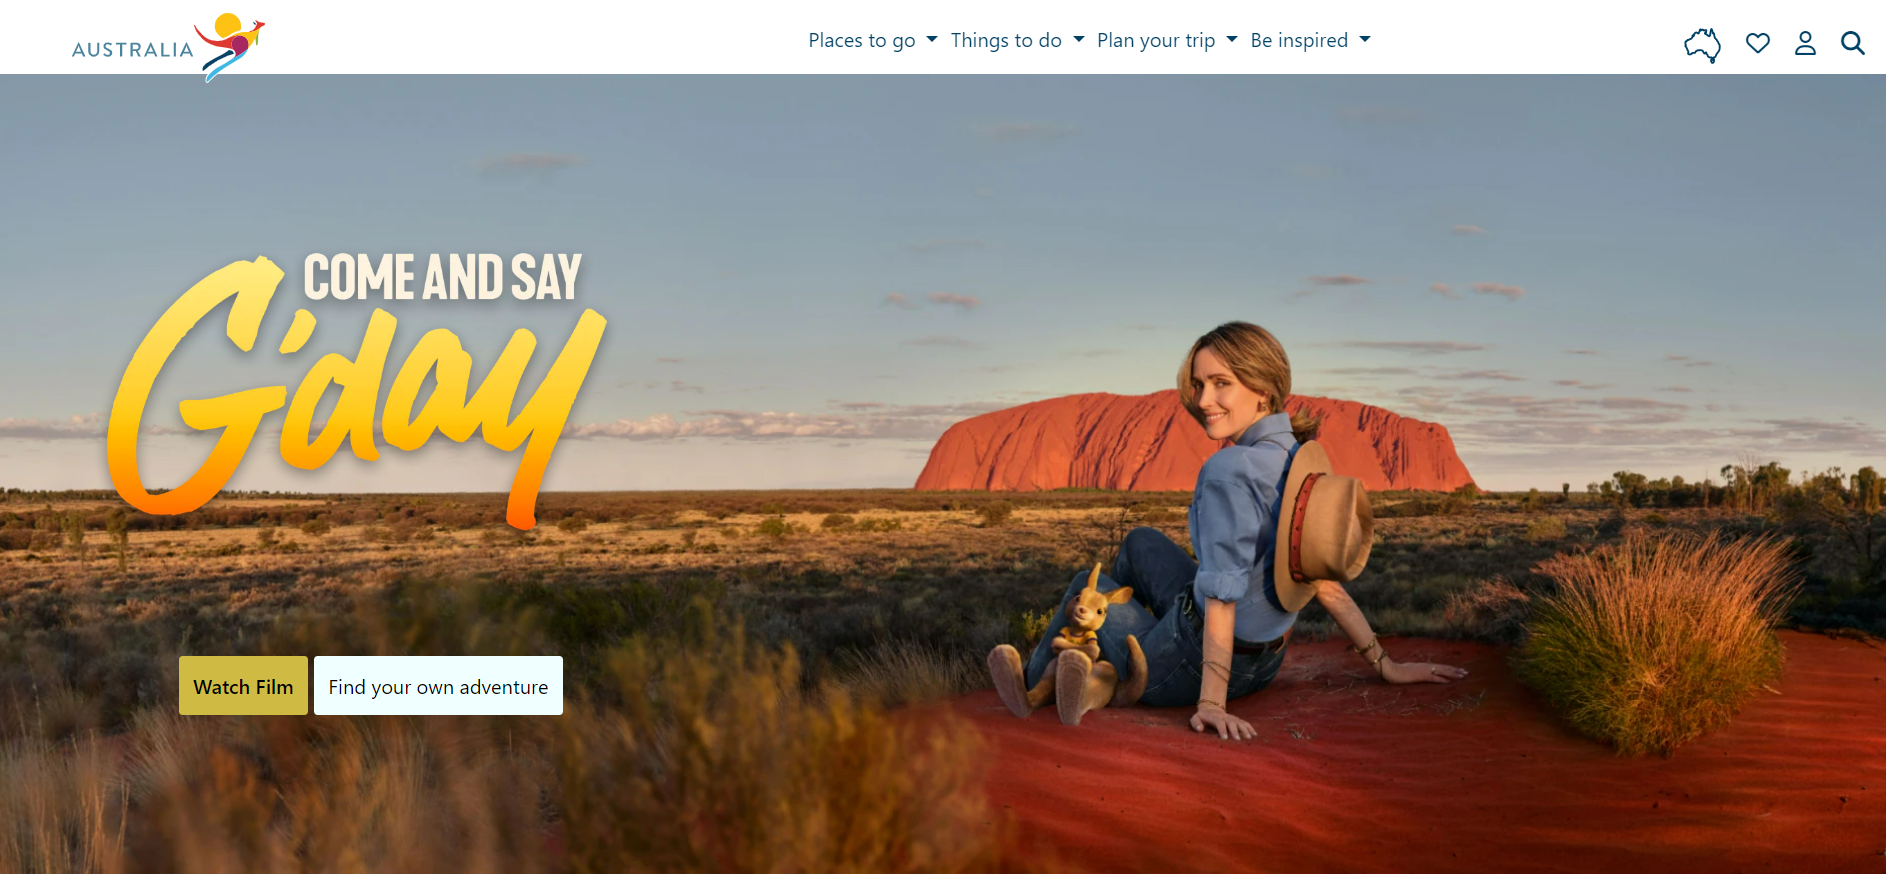 AUSTRALIA
Places to go Things to do Plan your trip Be inspired
COME AND SAY
G'day
Watch Film Find your own adventure